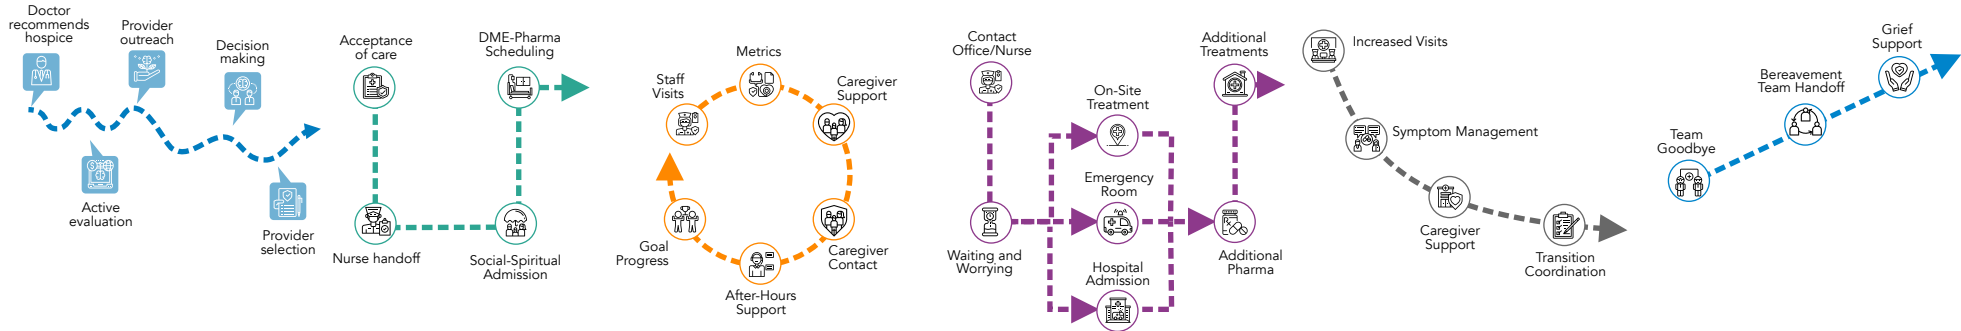 Doctor
recommends
hospice
Provider
outreach
Decision
making
Active
evaluation
Provider
selection
Acceptance
of care
Nurse handoff
Social-Spiritual
Admission
DME-Pharma
Scheduling
Metrics
Staff
Visits
Caregiver
Support
Caregiver
Contact
After-Hours
Support
Goal
Progress
Contact
Office/Nurse
Waiting and
Worrying
On-Site
Treatment
Emergency
Room
Hospital
Admission
Additional
Pharma
Additional
Treatments
Increased Visits
Symptom Management
Caregiver
Support
Transition
Coordination
Team
Goodbye
Bereavement
Team Handoff
Grief
Support